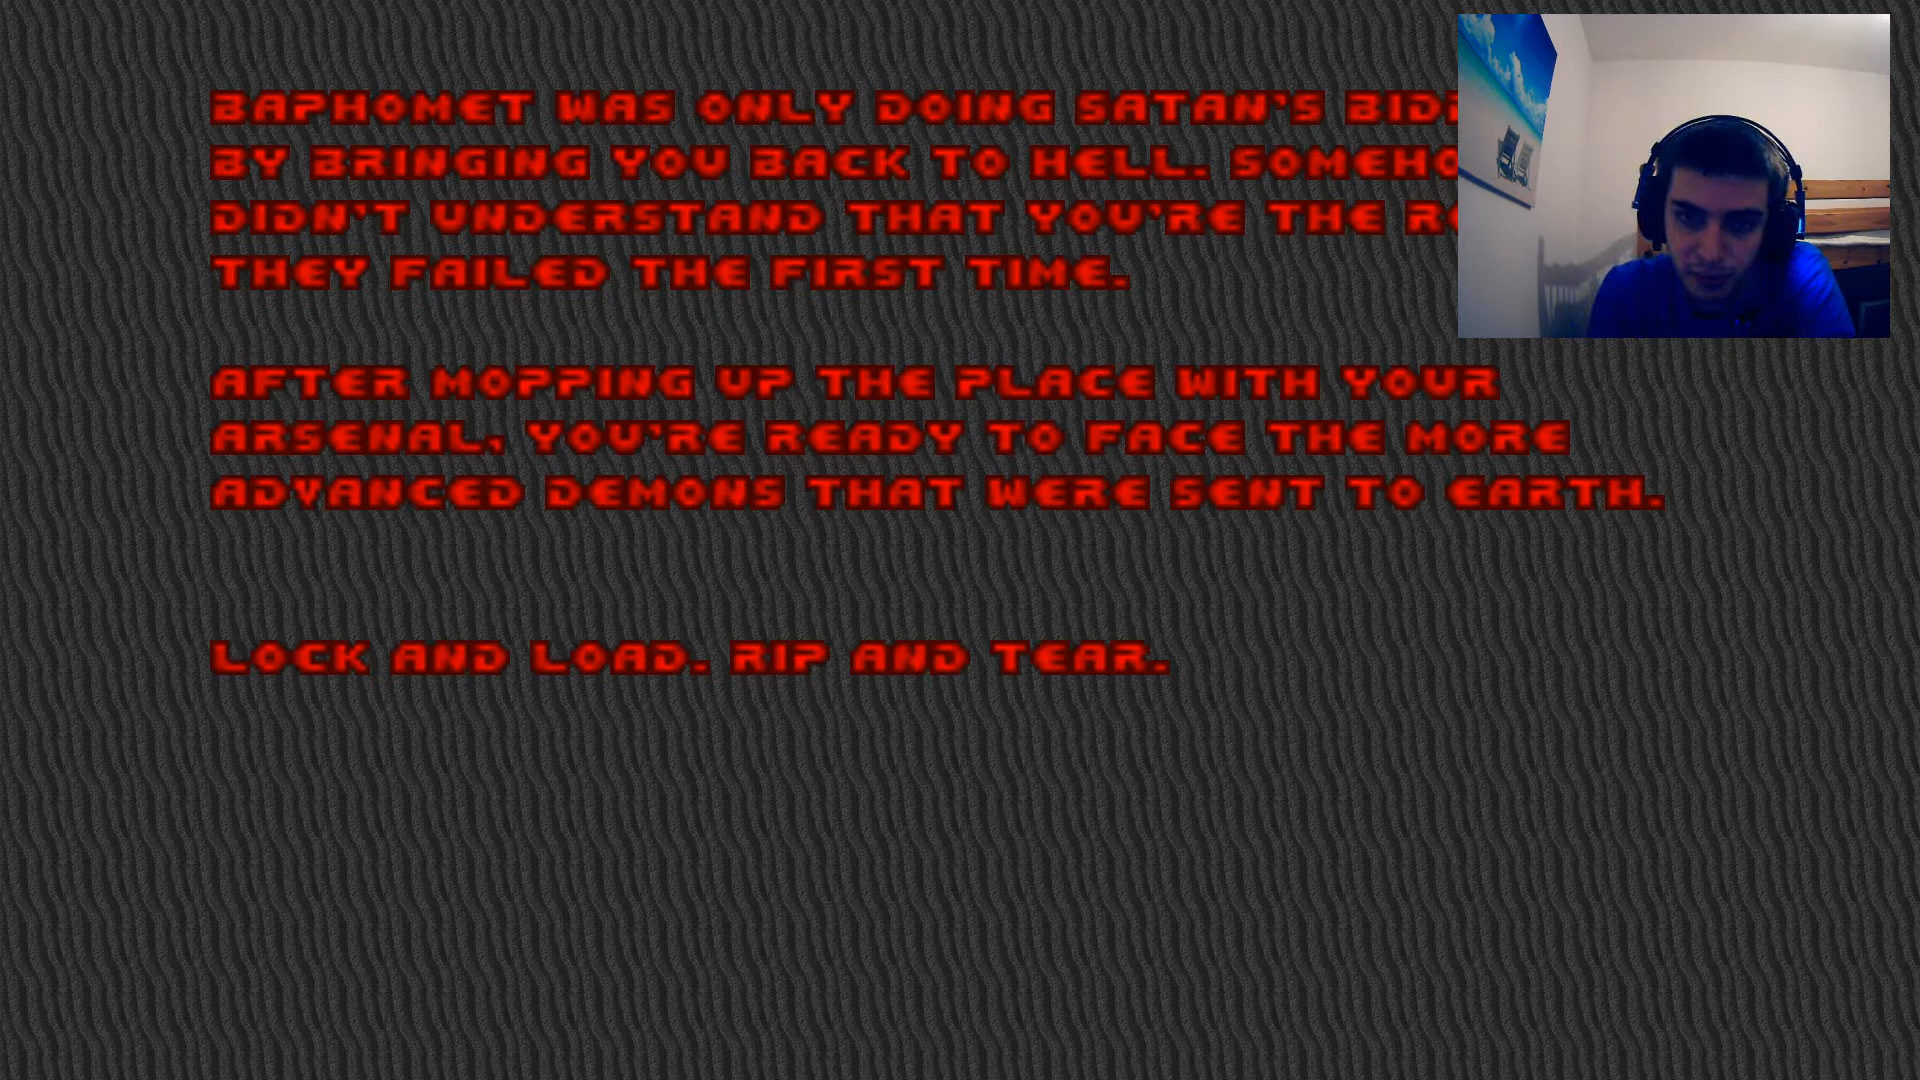 BAPHOMET WAS ONLY DOING SATAN'S
BY BRINGING YOU BACK TO HELL.
DIDN'T UNDERSTAND THAT YOU'RE THE
THEY FAILED THE FIRST TIME.
AFTER MOPPING UP THE PLACE WITH YOUR
ARSENAL, YOU'RE READY TO FACE THE MORE
ADVANCED DEMONS THAT WERE SENT TO EARTH.
LOCK AND LOAD. RIP AND TEAR.